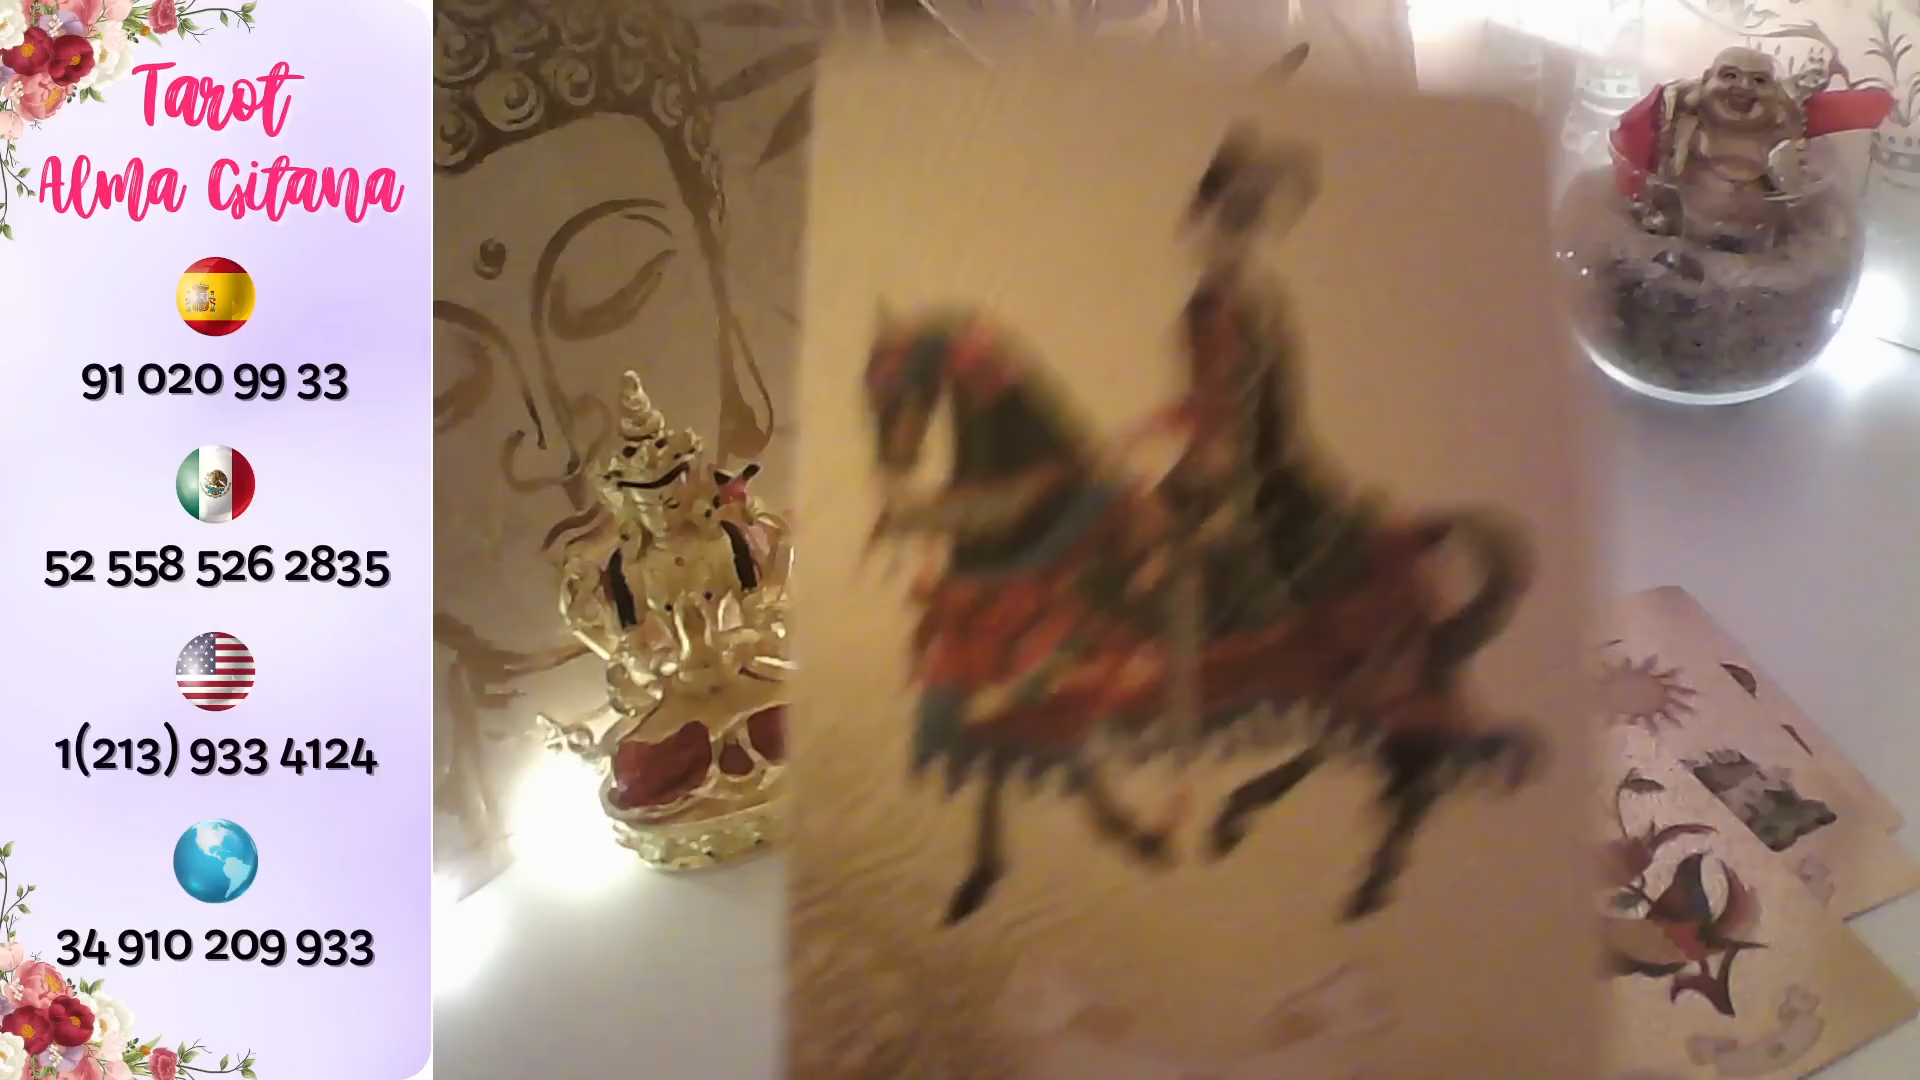 Tarot
Alma Gitana
91 020 99 33
52 558 526 2835
1(213) 933 4124
34 910 209 933